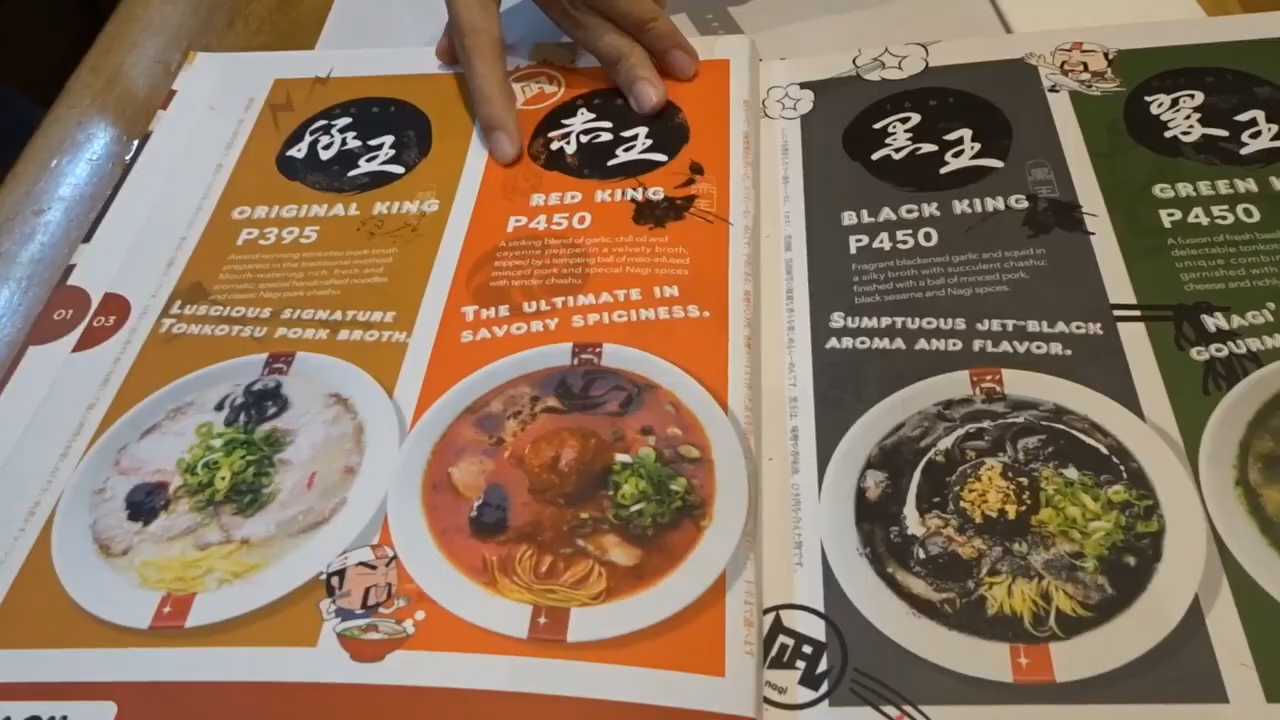 豚王
ORIGINAL KING
P395
Award-winning tonkotsu pork broth
prepared in the traditional method.
Mouth-watering, rich, fresh and
aromatic; special handcrafted noodles
and classic Nagi pork chashu.
LUSCIOUS SIGNATURE
TONKOTSU PORK BROTH.
01
03
凪
赤王
RED KING
P450
A striking blend of garlic, chili oil and
cayenne pepper in a velvety broth;
topped by a tempting ball of miso-infused
minced pork and special Nagi spices
with tender chashu.
THE ULTIMATE IN
SAVORY SPICINESS.
黒王
BLACK KING
P450
Fragrant blackened garlic and squid in
a silky broth with succulent chashu;
finished with a ball of minced pork,
black sesame and Nagi spices.
SUMPTUOUS JET-BLACK
AROMA AND FLAVOR.
凪
nagi
翠王
GREEN K
P450
A fusion of fresh basi
delectable tonko
unique combi
garnished with
cheese and rich
NAGI'
GOURM